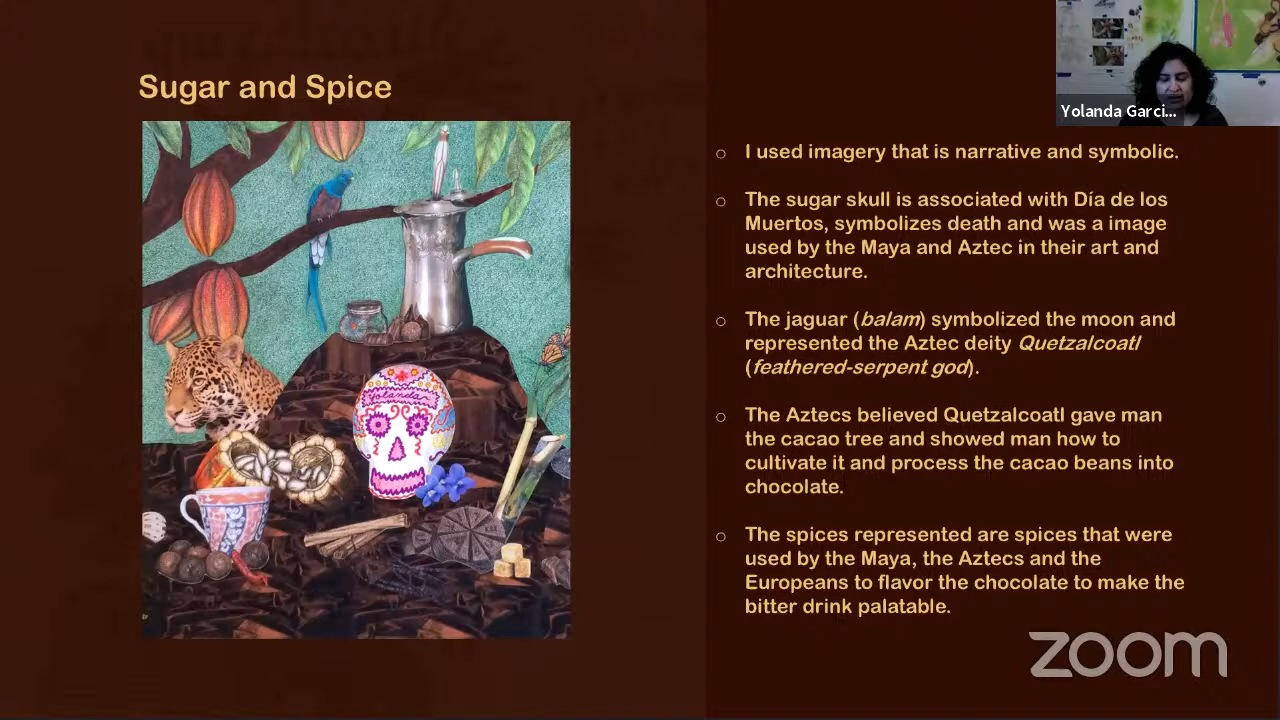 Sugar and Spice
Yolanda Garci...
I used imagery that is narrative and symbolic.
The sugar skull is associated with Día de los
Muertos, symbolizes death and was a image
used by the Maya and Aztec in their art and
architecture.
The jaguar (balam) symbolized the moon and
represented the Aztec deity Quetzalcoatl
(feathered-serpent god).
The Aztecs believed Quetzalcoatl gave man
the cacao tree and showed man how to
cultivate it and process the cacao beans into
chocolate.
The spices represented are spices that were
used by the Maya, the Aztecs and the
Europeans to flavor the chocolate to make the
bitter drink palatable.
Yolanda
zoom